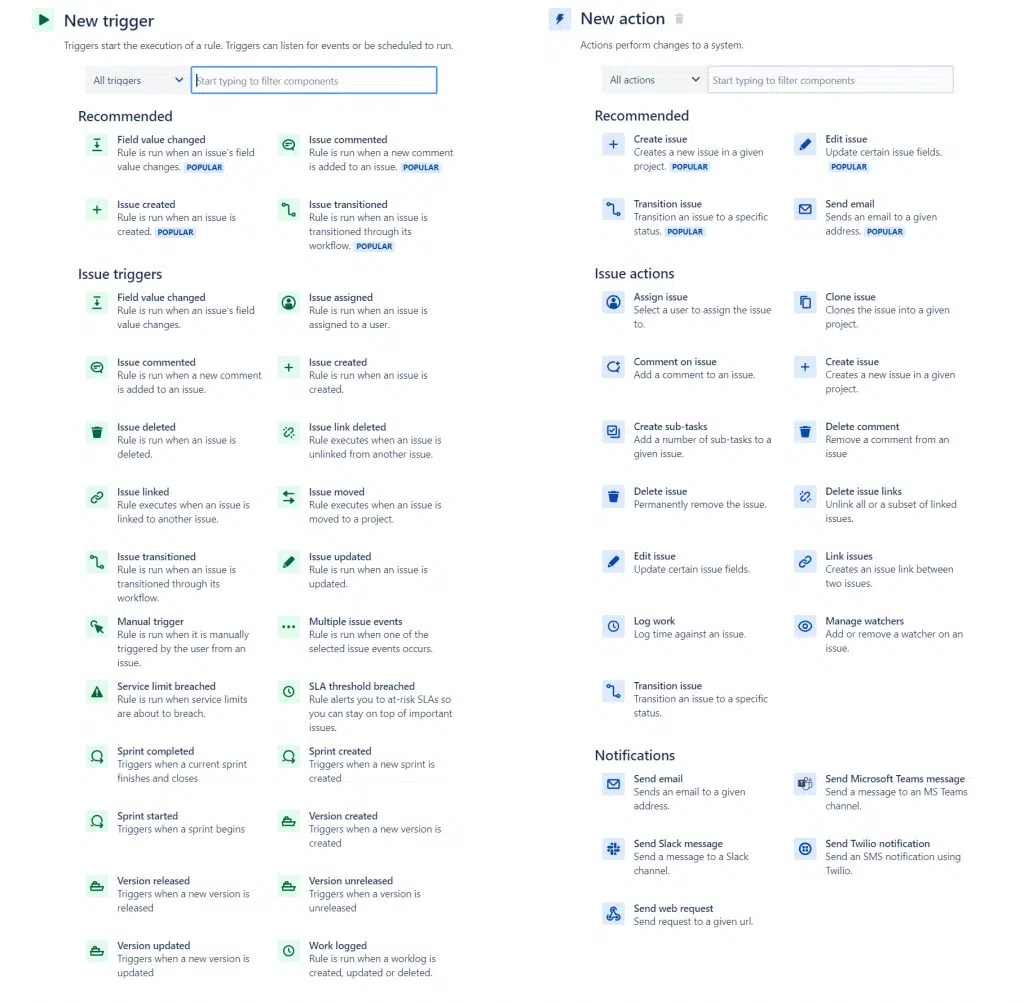 New trigger
Triggers start the execution of a rule. Triggers can listen for events or be scheduled to run.
All triggers
Start typing to filter components
Recommended
Field value changed
Rule is run when an issue's field
value changes. POPULAR
Issue commented
Rule is run when a new comment
is added to an issue. POPULAR
Issue created
Rule is run when an issue is
created. POPULAR
Issue transitioned
Rule is run when an issue is
transitioned through its
workflow. POPULAR
Issue triggers
Field value changed
Rule is run when an issue's field
value changes.
Issue assigned
Rule is run when an issue is
assigned to a user.
Issue commented
Rule is run when a new comment
is added to an issue.
Issue created
Rule is run when an issue is
created.
Issue deleted
Rule is run when an issue is
deleted.
Issue link deleted
Rule executes when an issue is
unlinked from another issue.
Issue linked
Rule executes when an issue is
linked to another issue.
Issue moved
Rule executes when an issue is
moved to a project.
Issue transitioned
Rule is run when an issue is
transitioned through its
workflow.
Issue updated
Rule is run when an issue is
updated.
Manual trigger
Rule is run when it is manually
triggered by the user from an
issue.
Multiple issue events
Rule is run when one of the
selected issue events occurs.
Service limit breached
Rule is run when service limits
are about to breach.
SLA threshold breached
Rule alerts you to at-risk SLAs so
you can stay on top of important
issues.
Sprint completed
Triggers when a current sprint
finishes and closes
Sprint created
Triggers when a new sprint is
created
Sprint started
Triggers when a sprint begins
Version created
Triggers when a new version is
created
Version released
Triggers when a new version is
released
Version unreleased
Triggers when a version is
unreleased
Version updated
Triggers when a new version is
updated
Work logged
Rule is run when a worklog is
created, updated or deleted.
New action
Actions perform changes to a system.
All actions
Start typing to filter components
Recommended
Create issue
Creates a new issue in a given
project. POPULAR
Edit issue
Update certain issue fields.
POPULAR
Transition issue
Transition an issue to a specific
status. POPULAR
Send email
Sends an email to a given
address. POPULAR
Issue actions
Assign issue
Select a user to assign the issue
to.
Clone issue
Clones the issue into a given
project.
Comment on issue
Add a comment to an issue.
Create issue
Creates a new issue in a given
project.
Create sub-tasks
Add a number of sub-tasks to a
given issue.
Delete comment
Remove a comment from an
issue
Delete issue
Permanently remove the issue.
Delete issue links
Unlink all or a subset of linked
issues.
Edit issue
Update certain issue fields.
Link issues
Creates an issue link between
two issues.
Log work
Log time against an issue.
Manage watchers
Add or remove a watcher on an
issue.
Transition issue
Transition an issue to a specific
status.
Notifications
Send email
Sends an email to a given
address.
Send Microsoft Teams message
Send a message to an MS Teams
channel.
Send Slack message
Send a message to a Slack
channel.
Send Twilio notification
Send an SMS notification using
Twilio.
Send web request
Send request to a given url.